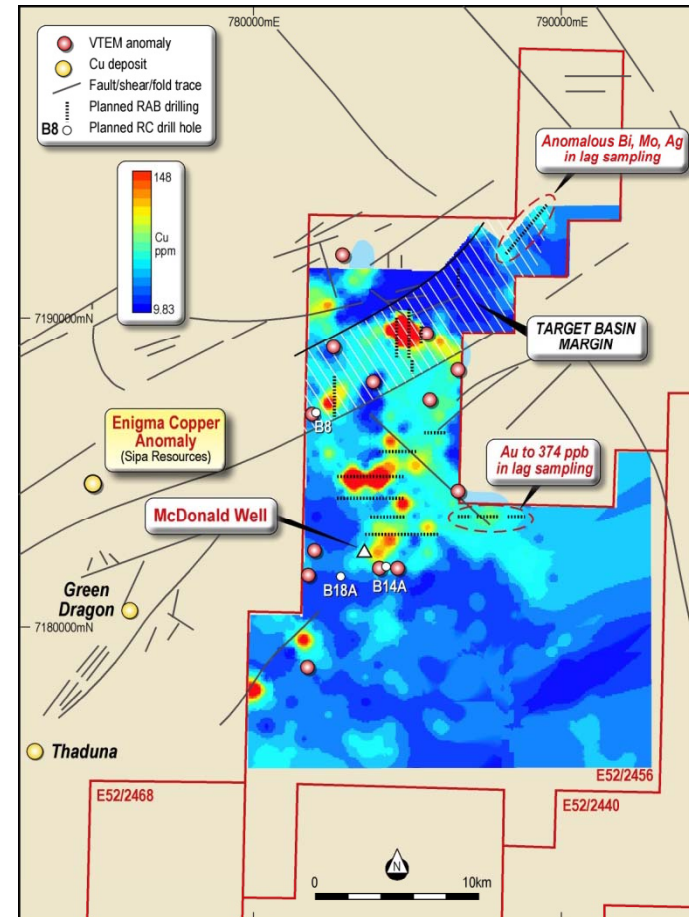 780000mE
790000mE
VTEM anomaly
Cu deposit
Fault/shear/fold trace
Planned RAB drilling
B8 Planned RC drill hole
148
Cu
ppm
9.83
Anomalous Bi, Mo, Ag
in lag sampling
7190000mN
TARGET BASIN
MARGIN
B8
Enigma Copper
Anomaly
(Sipa Resources)
Au to 374 ppb
in lag sampling
McDonald Well
Green
Dragon
B18A
B14A
7180000mN
Thaduna
E52/2456
E52/2468
E52/2440
N
0
10km